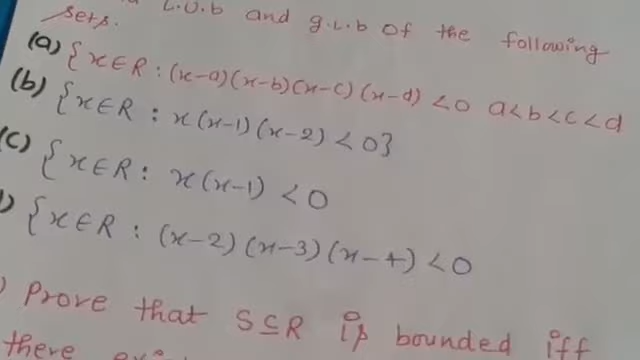 L.U.b and g.l.b of the following
sets.
(a) {x∈R : (x-a)(x-b)(x-c)(x-d) <0 a<b<c<d
(b) {x∈R : x(x-1)(x-2) <0}
(c) {x∈R : x(x-1) <0
) {x∈R : (x-2)(x-3)(x-4) <0
) Prove that S⊆R is bounded iff
there